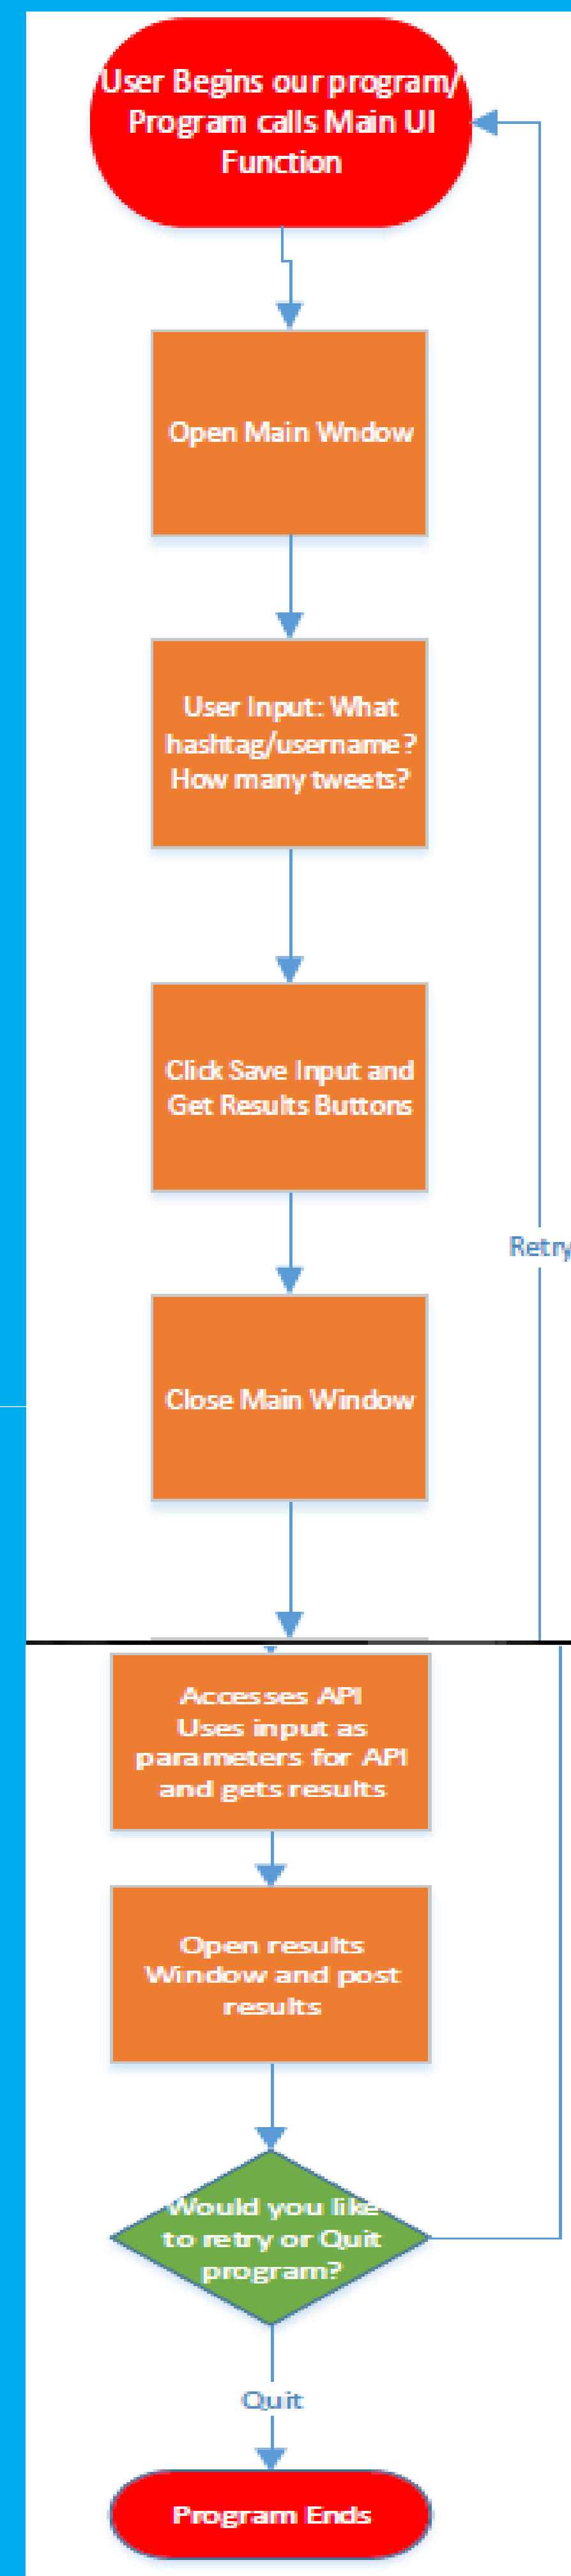 User Begins our program/
Program calls Main UI
Function
Open Main Wndow
User Input: What
hashtag/username?
How many tweets?
Click Save Input and
Get Results Buttons
Retry
Close Main Window
Accesses API
Uses input as
parameters for API
and gets results
Open results
Window and post
results
Would you like
to retry or Quit
program?
Quit
Program Ends